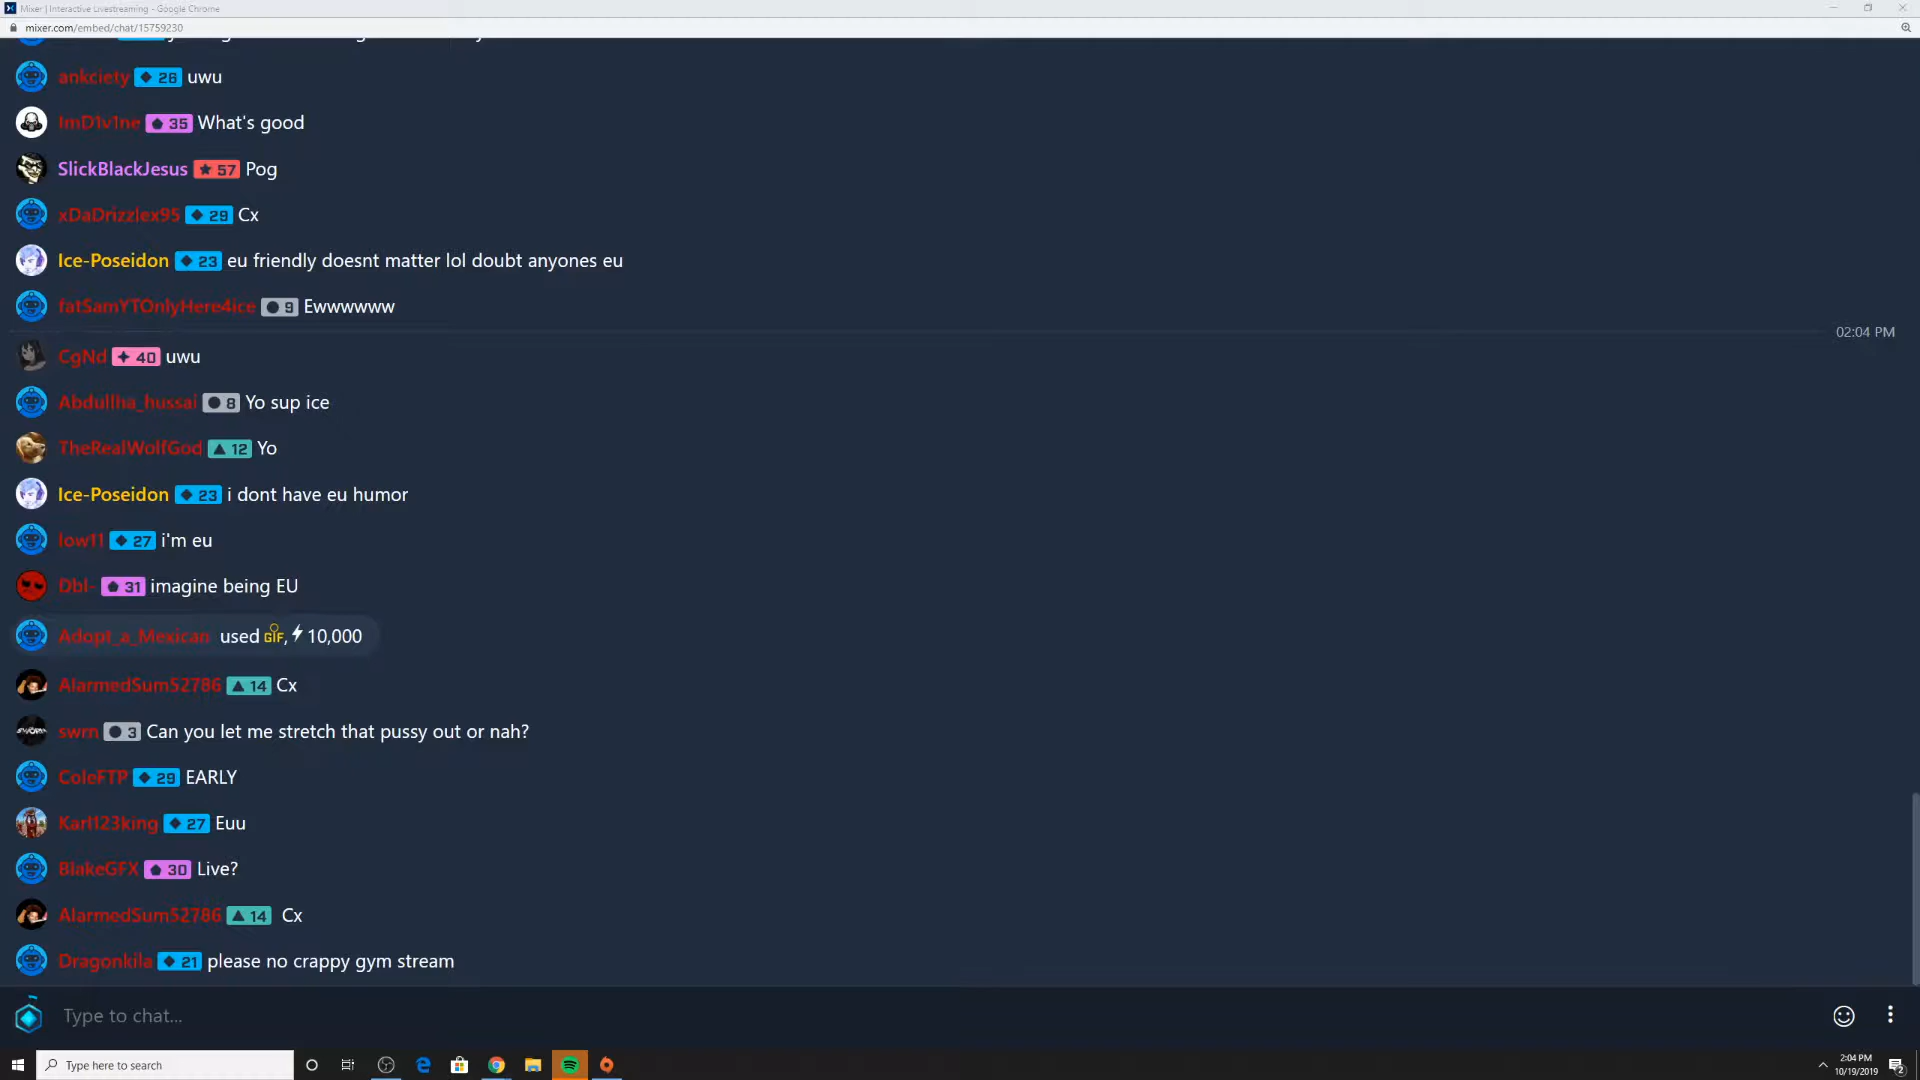 Mixer | Interactive Livestreaming - Google Chrome
mixer.com/embed/chat/15759230
ankciety 26 uwu
ImD1v1ne 35 What's good
SlickBlackJesus 57 Pog
xDaDrizzlex95 29 Cx
Ice-Poseidon 23 eu friendly doesnt matter lol doubt anyones eu
fatSamYTOnlyHere4ice 9 Ewwwwww
02:04 PM
CgNd 40 uwu
Abdullha_hussai 8 Yo sup ice
TheRealWolfGod 12 Yo
Ice-Poseidon 23 i dont have eu humor
low11 27 i'm eu
Dbl- 31 imagine being EU
Adopt_a_Mexican used GIF, 10,000
AlarmedSum52786 14 Cx
swrn 3 Can you let me stretch that pussy out or nah?
ColeFTP 29 EARLY
Karl123king 27 Euu
BlakeGFX 30 Live?
AlarmedSum52786 14 Cx
Dragonkila 21 please no crappy gym stream
Type to chat...
Type here to search
2:04 PM
10/19/2019
2